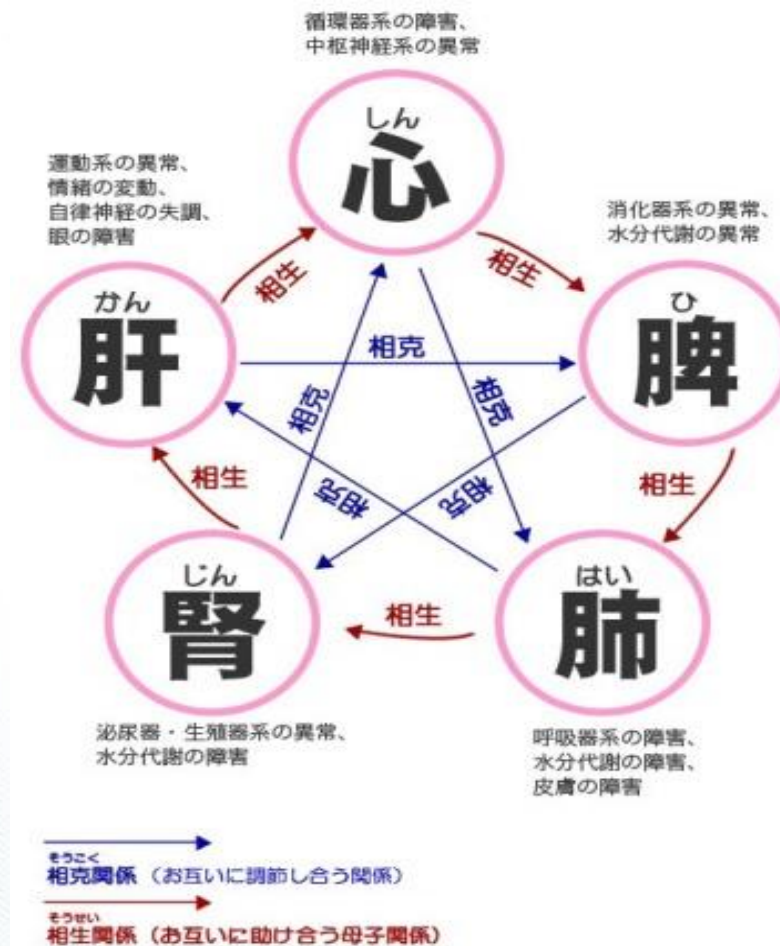 循環器系の障害、
中枢神経系の異常
しん
心
運動系の異常、
情緒の変動、
自律神経の失調、
眼の障害
消化器系の異常、
水分代謝の異常
相生
相生
かん
肝
ひ
脾
相克
相克
相克
相克
相克
相生
相生
じん
腎
はい
肺
相生
泌尿器・生殖器系の異常、
水分代謝の障害
呼吸器系の障害、
水分代謝の障害、
皮膚の障害
そうこく
相克関係（お互いに調節し合う関係）
そうせい
相生関係（お互いに助け合う母子関係）